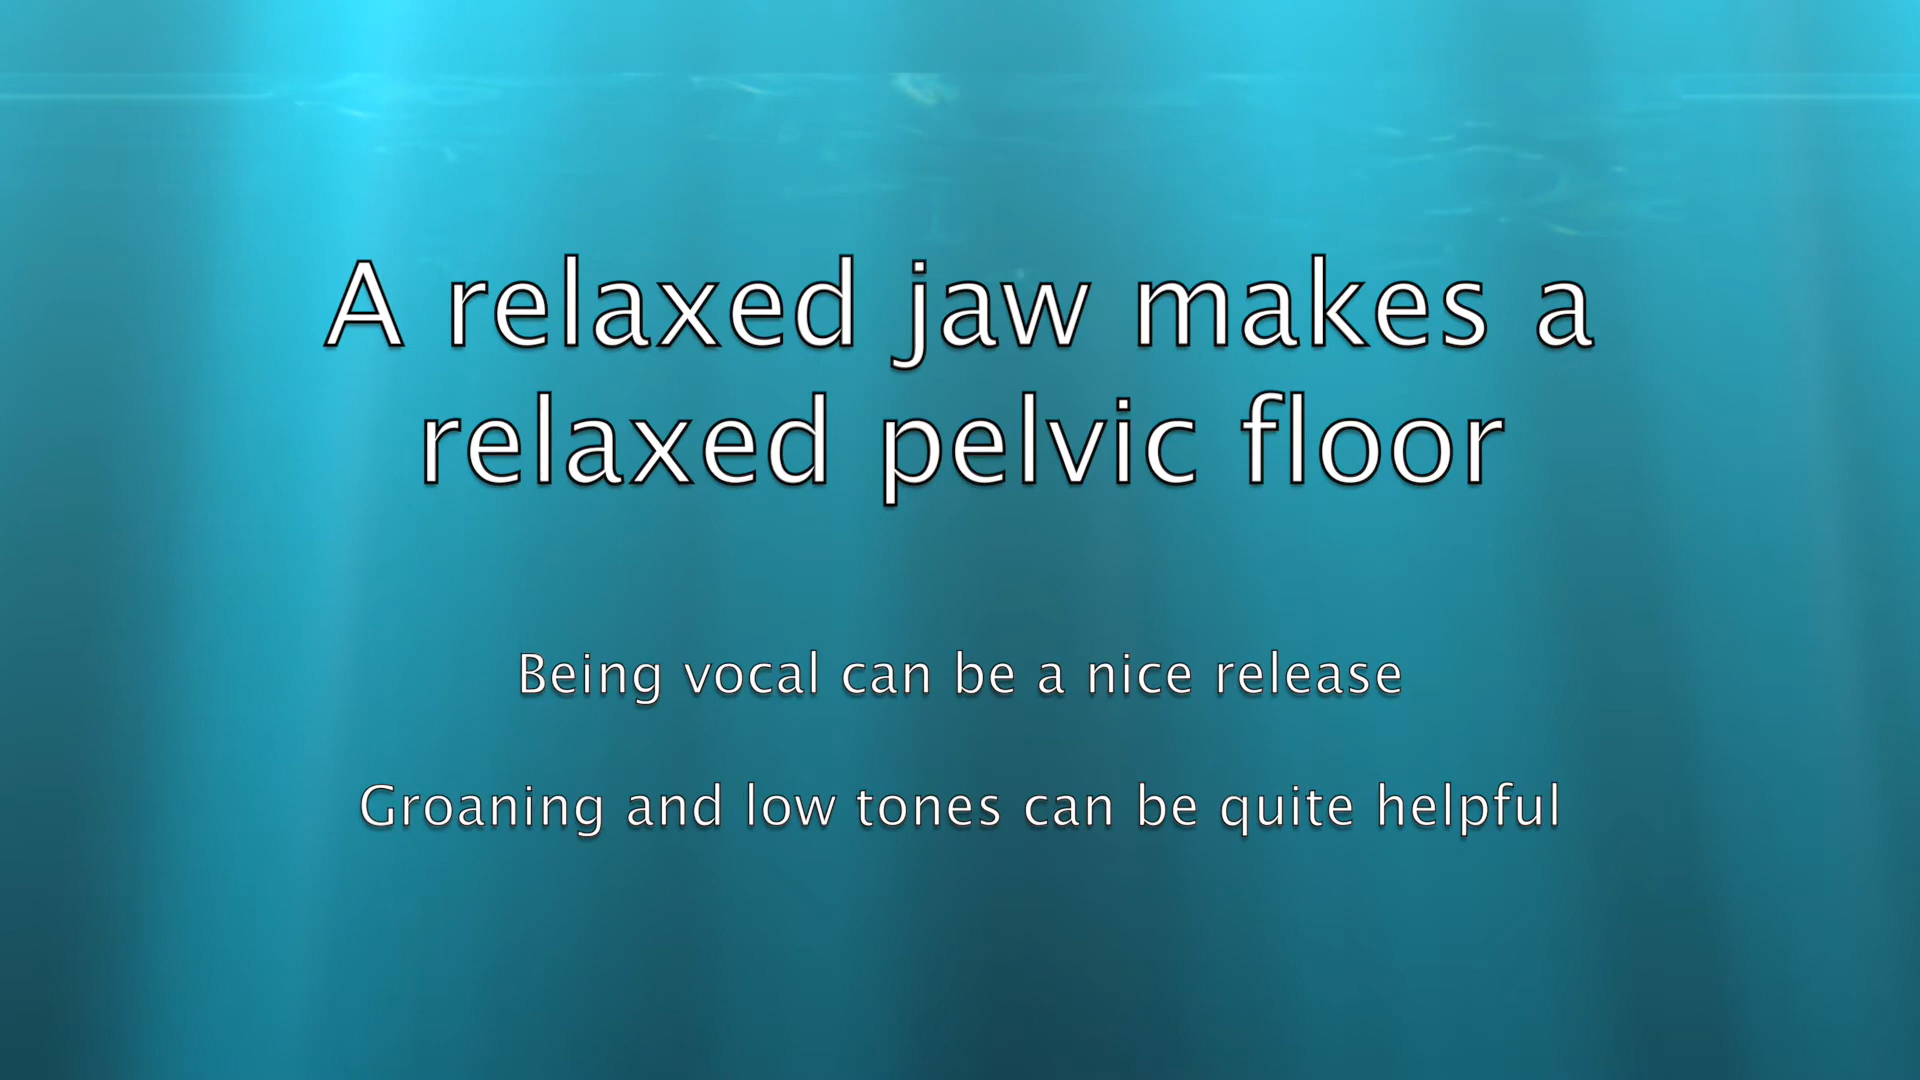 A relaxed jaw makes a
relaxed pelvic floor
Being vocal can be a nice release
Groaning and low tones can be quite helpful